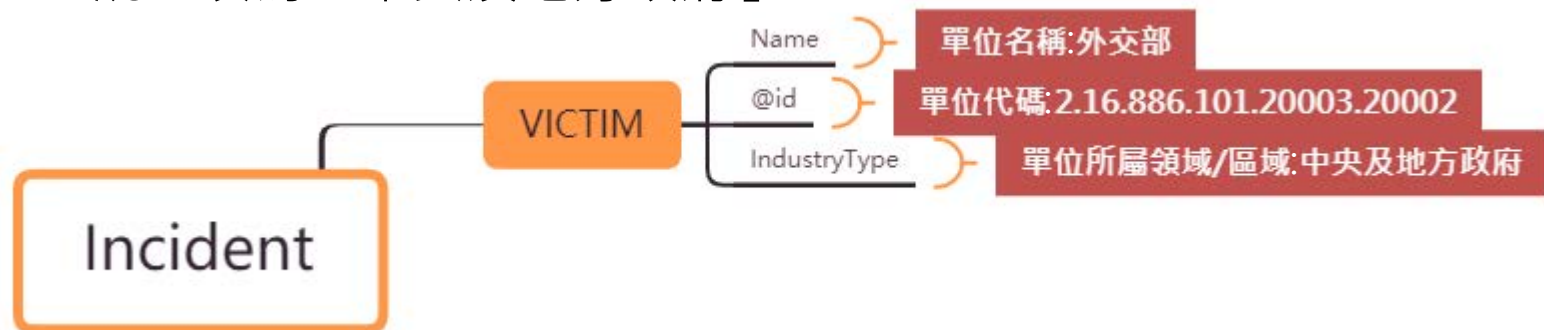 Name
單位名稱:外交部
@id
單位代碼:2.16.886.101.20003.20002
VICTIM
IndustryType
單位所屬領域/區域:中央及地方政府
Incident